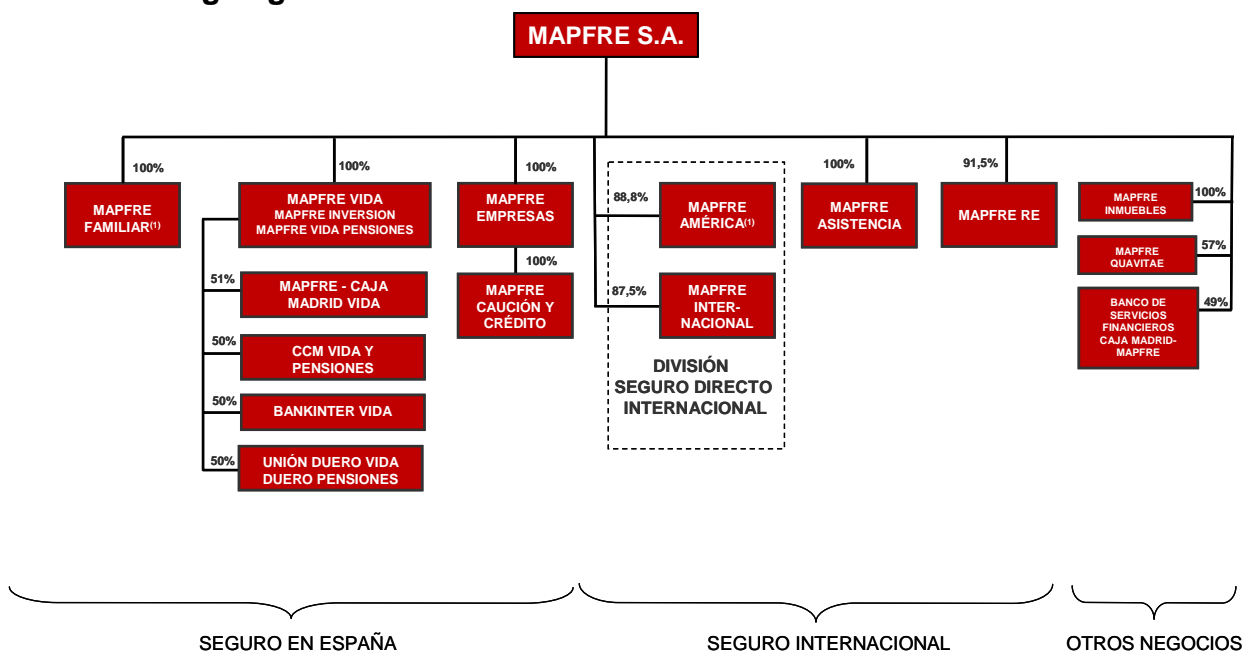 MAPFRE S.A.
100%
MAPFRE
FAMILIAR(1)
100%
MAPFRE VIDA
MAPFRE INVERSION
MAPFRE VIDA PENSIONES
51%
MAPFRE - CAJA
MADRID VIDA
50%
CCM VIDA Y
PENSIONES
50%
BANKINTER VIDA
50%
UNIÓN DUERO VIDA
DUERO PENSIONES
100%
MAPFRE
EMPRESAS
100%
MAPFRE
CAUCIÓN Y
CRÉDITO
88,8%
MAPFRE
AMÉRICA(1)
87,5%
MAPFRE
INTER-
NACIONAL
DIVISIÓN
SEGURO DIRECTO
INTERNACIONAL
100%
MAPFRE
ASISTENCIA
91,5%
MAPFRE RE
100%
MAPFRE
INMUEBLES
57%
MAPFRE
QUAVITAE
49%
BANCO DE
SERVICIOS
FINANCIEROS
CAJA MADRID-
MAPFRE
SEGURO EN ESPAÑA
SEGURO INTERNACIONAL
OTROS NEGOCIOS